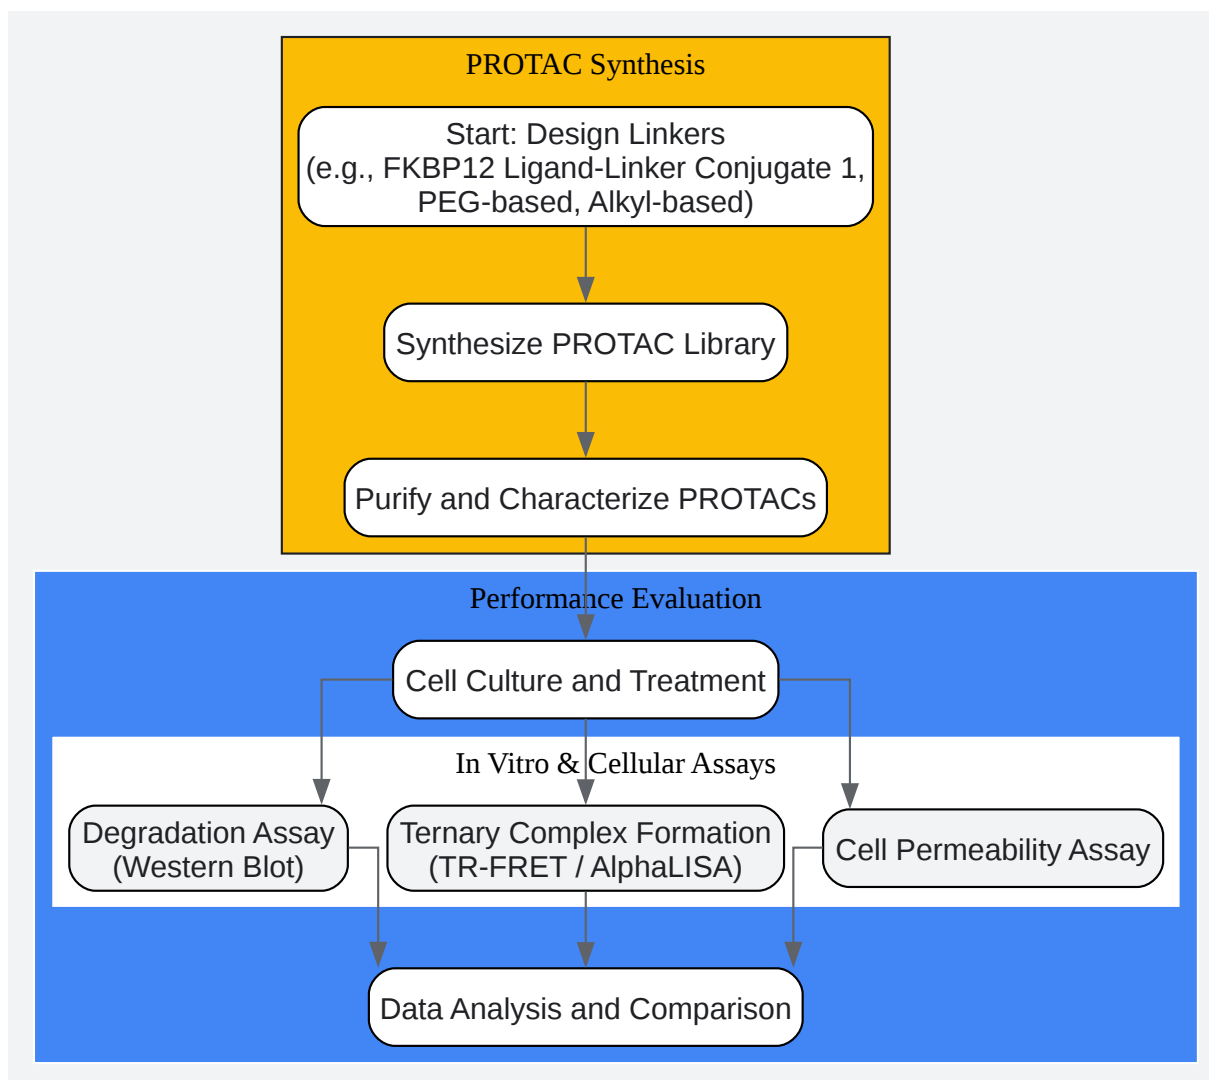 PROTAC Synthesis
Start: Design Linkers
(e.g., FKBP12 Ligand-Linker Conjugate 1,
PEG-based, Alkyl-based)
Synthesize PROTAC Library
Purify and Characterize PROTACs
Performance Evaluation
Cell Culture and Treatment
In Vitro & Cellular Assays
Degradation Assay
(Western Blot)
Ternary Complex Formation
(TR-FRET / AlphaLISA)
Cell Permeability Assay
Data Analysis and Comparison